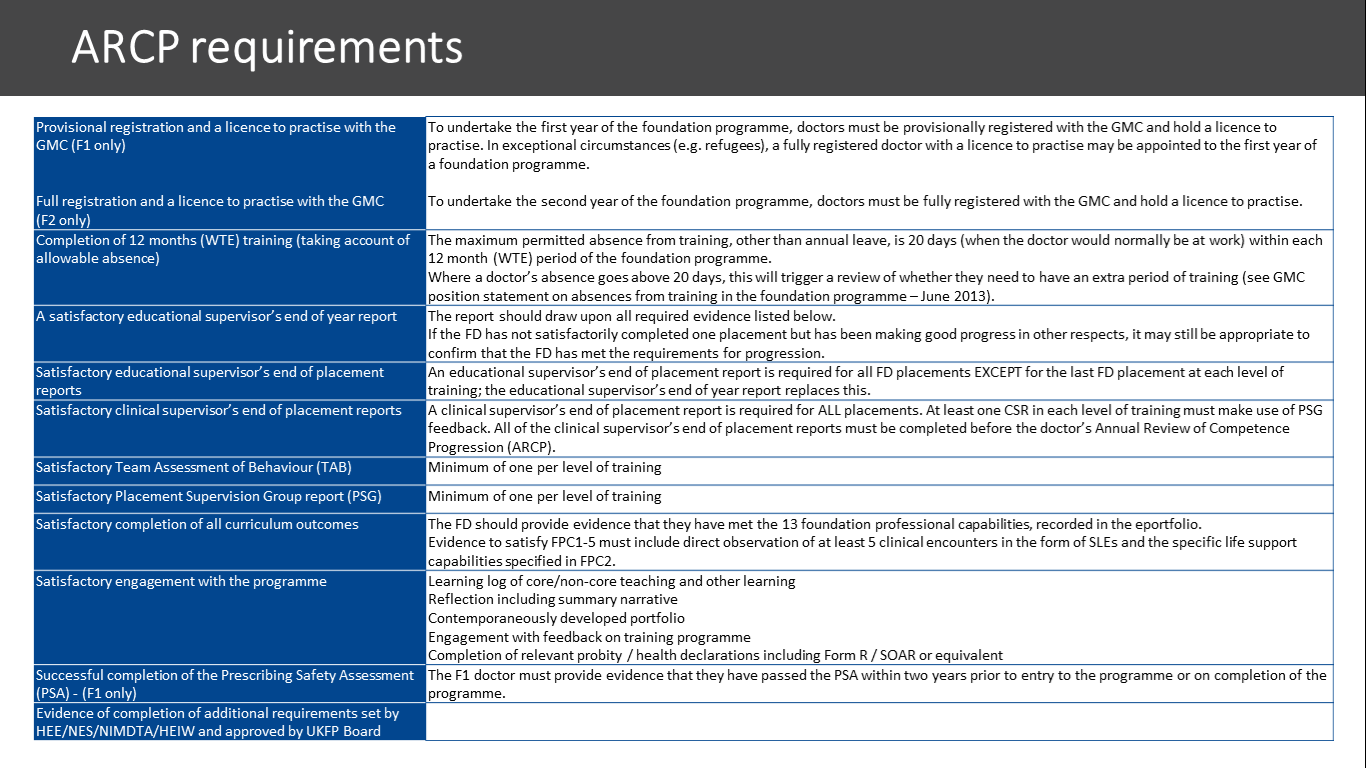 ARCP requirements
Provisional registration and a licence to practise with the
GMC (F1 only)
To undertake the first year of the foundation programme, doctors must be provisionally registered with the GMC and hold a licence to
practise. In exceptional circumstances (e.g. refugees), a fully registered doctor with a licence to practise may be appointed to the first year of
a foundation programme.
Full registration and a licence to practise with the GMC
(F2 only)
To undertake the second year of the foundation programme, doctors must be fully registered with the GMC and hold a licence to practise.
Completion of 12 months (WTE) training (taking account of
allowable absence)
The maximum permitted absence from training, other than annual leave, is 20 days (when the doctor would normally be at work) within each
12 month (WTE) period of the foundation programme.
Where a doctor's absence goes above 20 days, this will trigger a review of whether they need to have an extra period of training (see GMC
position statement on absences from training in the foundation programme – June 2013).
A satisfactory educational supervisor's end of year report
The report should draw upon all required evidence listed below.
If the FD has not satisfactorily completed one placement but has been making good progress in other respects, it may still be appropriate to
confirm that the FD has met the requirements for progression.
Satisfactory educational supervisor's end of placement
reports
An educational supervisor's end of placement report is required for all FD placements EXCEPT for the last FD placement at each level of
training; the educational supervisor's end of year report replaces this.
Satisfactory clinical supervisor's end of placement reports
A clinical supervisor's end of placement report is required for ALL placements. At least one CSR in each level of training must make use of PSG
feedback. All of the clinical supervisor's end of placement reports must be completed before the doctor's Annual Review of Competence
Progression (ARCP).
Satisfactory Team Assessment of Behaviour (TAB)
Minimum of one per level of training
Satisfactory Placement Supervision Group report (PSG)
Minimum of one per level of training
Satisfactory completion of all curriculum outcomes
The FD should provide evidence that they have met the 13 foundation professional capabilities, recorded in the eportfolio.
Evidence to satisfy FPC1-5 must include direct observation of at least 5 clinical encounters in the form of SLEs and the specific life support
capabilities specified in FPC2.
Satisfactory engagement with the programme
Learning log of core/non-core teaching and other learning
Reflection including summary narrative
Contemporaneously developed portfolio
Engagement with feedback on training programme
Completion of relevant probity / health declarations including Form R / SOAR or equivalent
Successful completion of the Prescribing Safety Assessment
(PSA) - (F1 only)
The F1 doctor must provide evidence that they have passed the PSA within two years prior to entry to the programme or on completion of the
programme.
Evidence of completion of additional requirements set by
HEE/NES/NIMDTA/HEIW and approved by UKFP Board